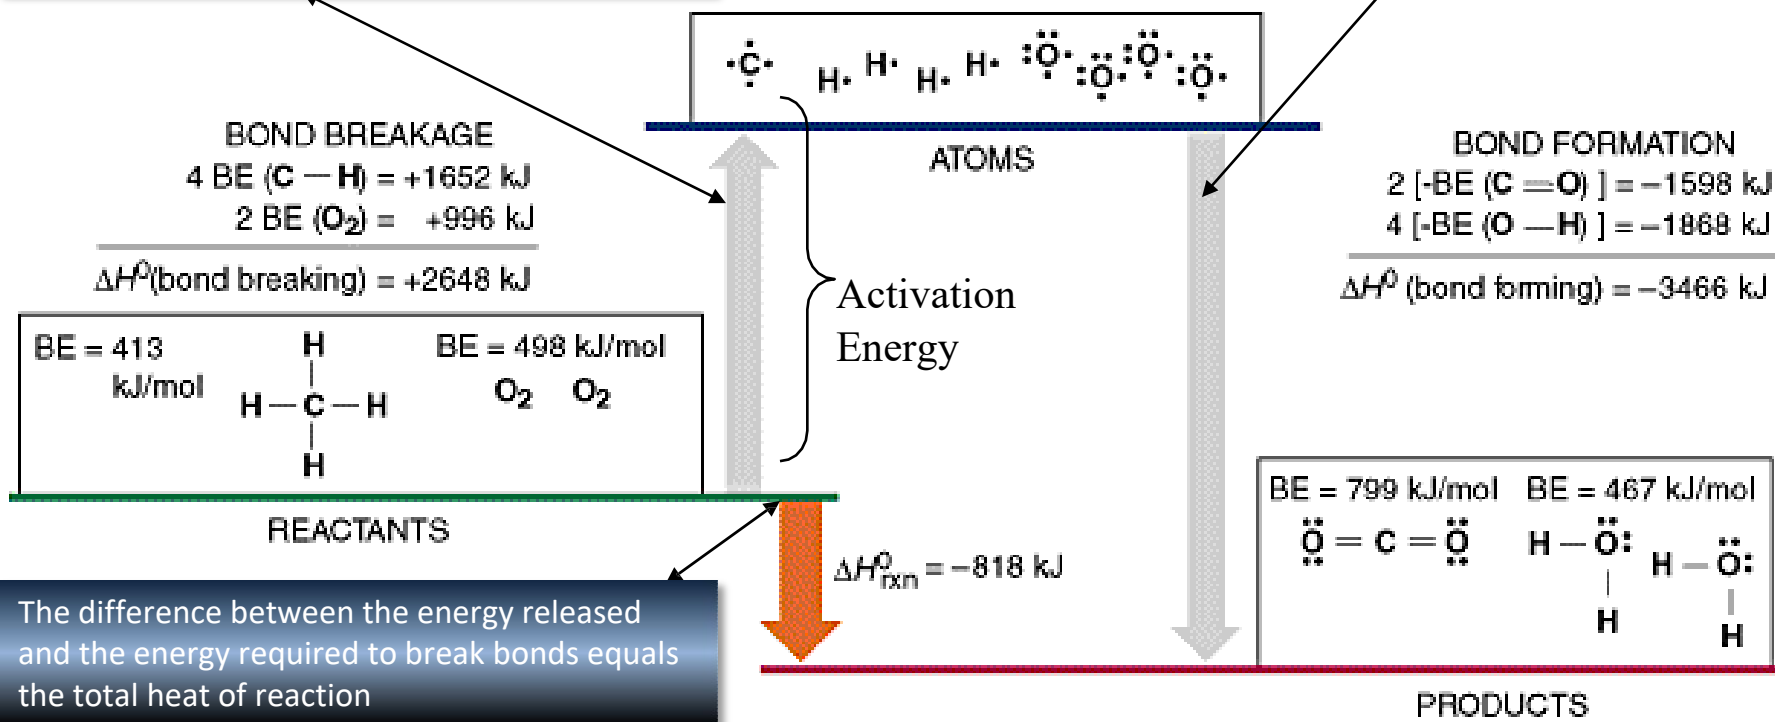 ·C·
H· H· H· H· :O· :O· :O· :O·
ATOMS
BOND BREAKAGE
4 BE (C — H) = +1652 kJ
2 BE (O₂) = +996 kJ
ΔH⁰(bond breaking) = +2648 kJ
BOND FORMATION
2 [-BE (C =O) ] = −1598 kJ
4 [-BE (O —H) ] = −1868 kJ
ΔH⁰ (bond forming) = −3466 kJ
Activation
Energy
BE = 413
kJ/mol
H
H — C — H
H
BE = 498 kJ/mol
O₂ O₂
REACTANTS
ΔH⁰rxn = −818 kJ
BE = 799 kJ/mol
O = C = O
BE = 467 kJ/mol
H — O:
H
H — O:
H
PRODUCTS
The difference between the energy released
and the energy required to break bonds equals
the total heat of reaction